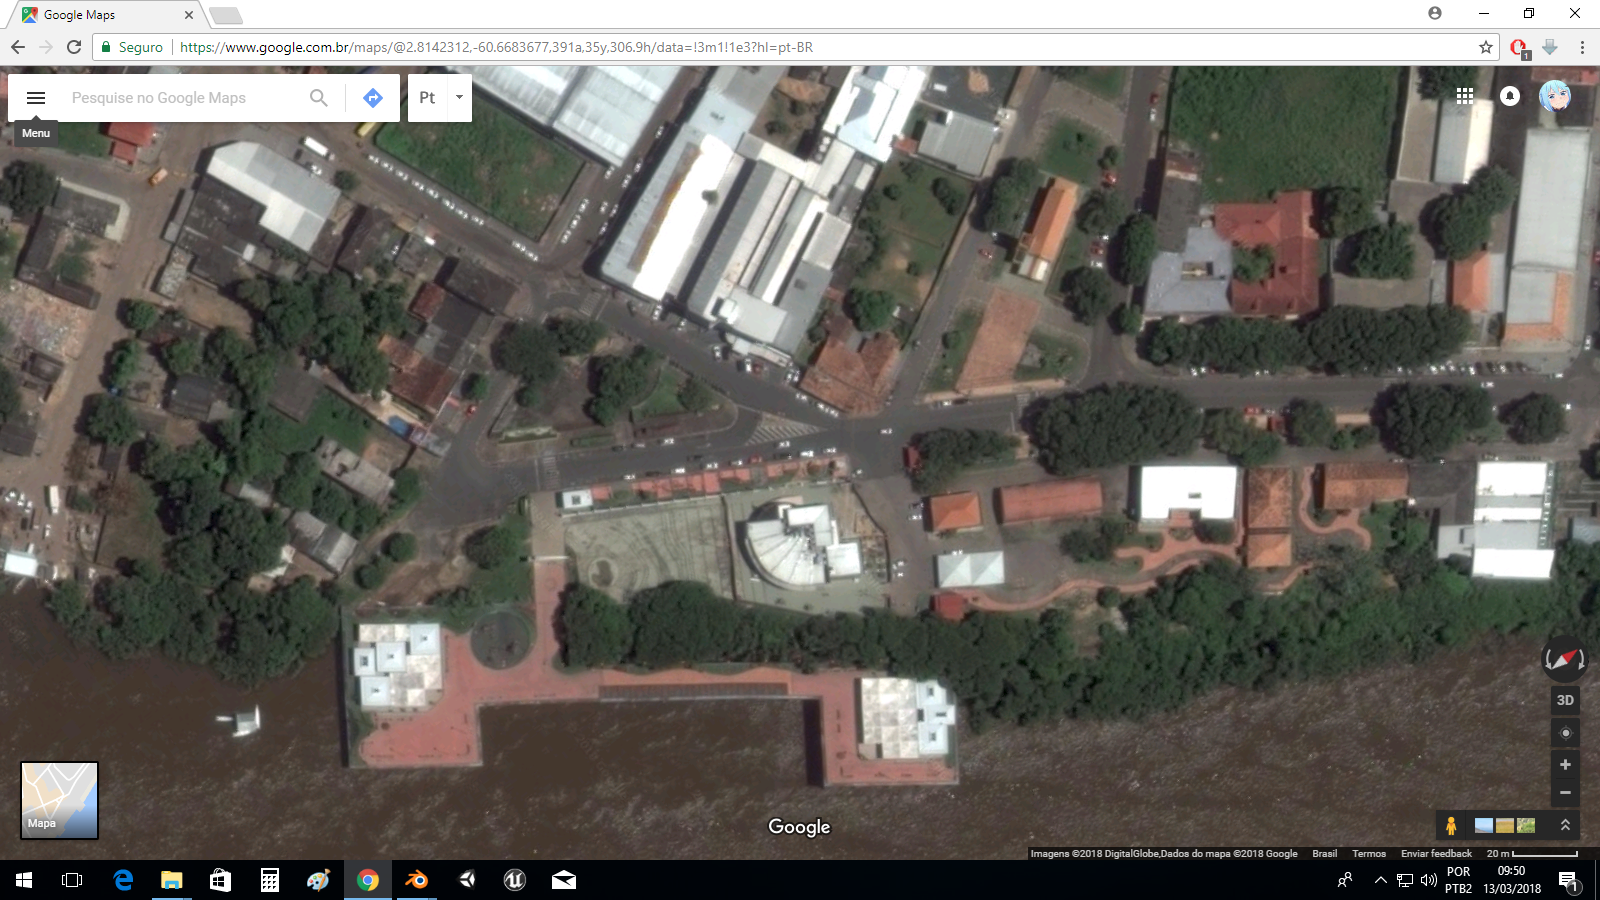 Google Maps
Seguro
https://www.google.com.br/maps/@2.8142312,-60.6683677,391a,35y,306.9h/data=!3m1!1e3?hl=pt-BR
1
Pesquise no Google Maps
Pt
Menu
3D
Mapa
Google
Imagens ©2018 DigitalGlobe,Dados do mapa ©2018 Google Brasil Termos Enviar feedback 20 m
POR
PTB2
09:50
13/03/2018
1